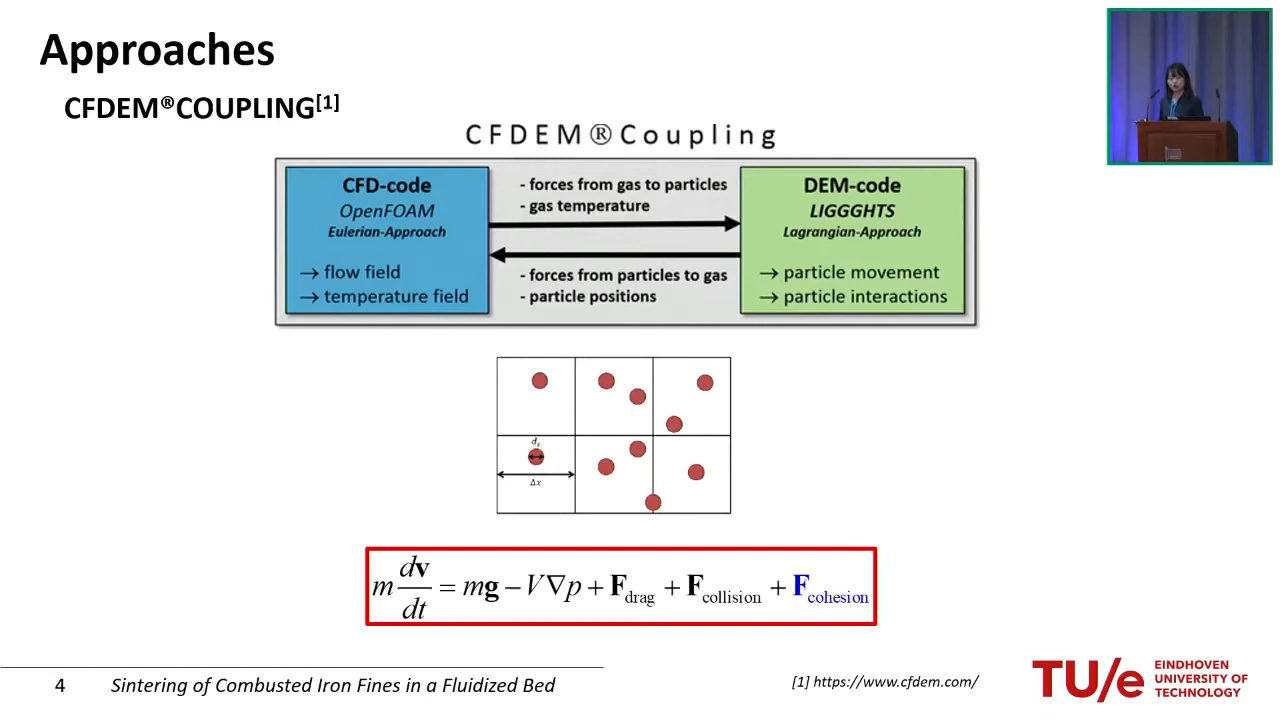 Approaches
CFDEM®COUPLING[1]
CFDEM®Coupling
CFD-code
OpenFOAM
Eulerian-Approach
→ flow field
→ temperature field
- forces from gas to particles
- gas temperature
- forces from particles to gas
- particle positions
DEM-code
LIGGGHTS
Lagrangian-Approach
→ particle movement
→ particle interactions
Δx
m dv/dt = mg − V∇p + F_drag + F_collision + F_cohesion
4 Sintering of Combusted Iron Fines in a Fluidized Bed
[1] https://www.cfdem.com/
TU/e EINDHOVEN
UNIVERSITY OF
TECHNOLOGY